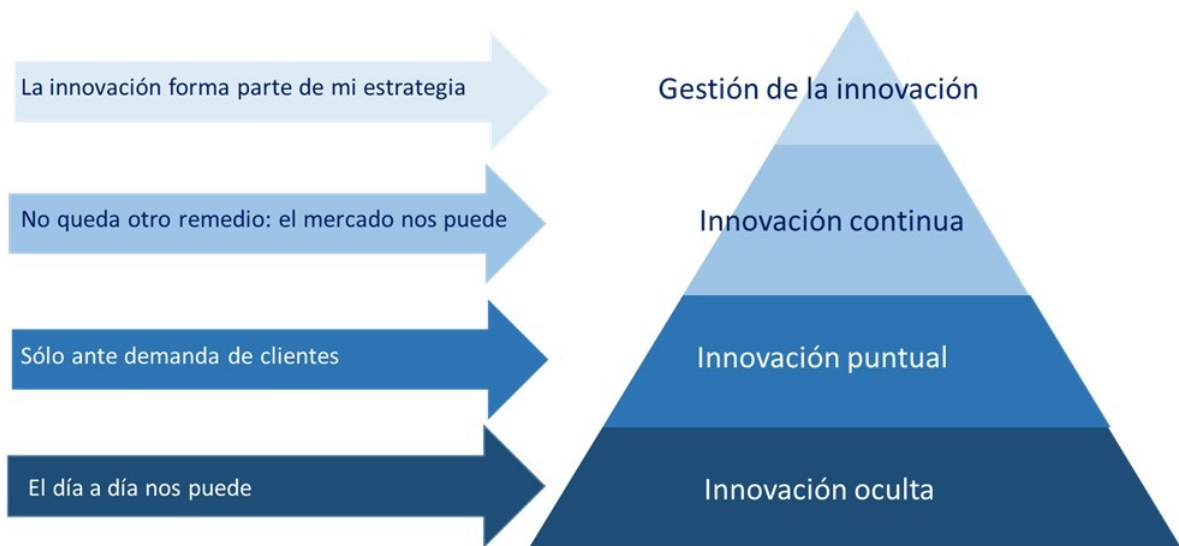 La innovación forma parte de mi estrategia
Gestión de la innovación
No queda otro remedio: el mercado nos puede
Innovación continua
Sólo ante demanda de clientes
Innovación puntual
El día a día nos puede
Innovación oculta